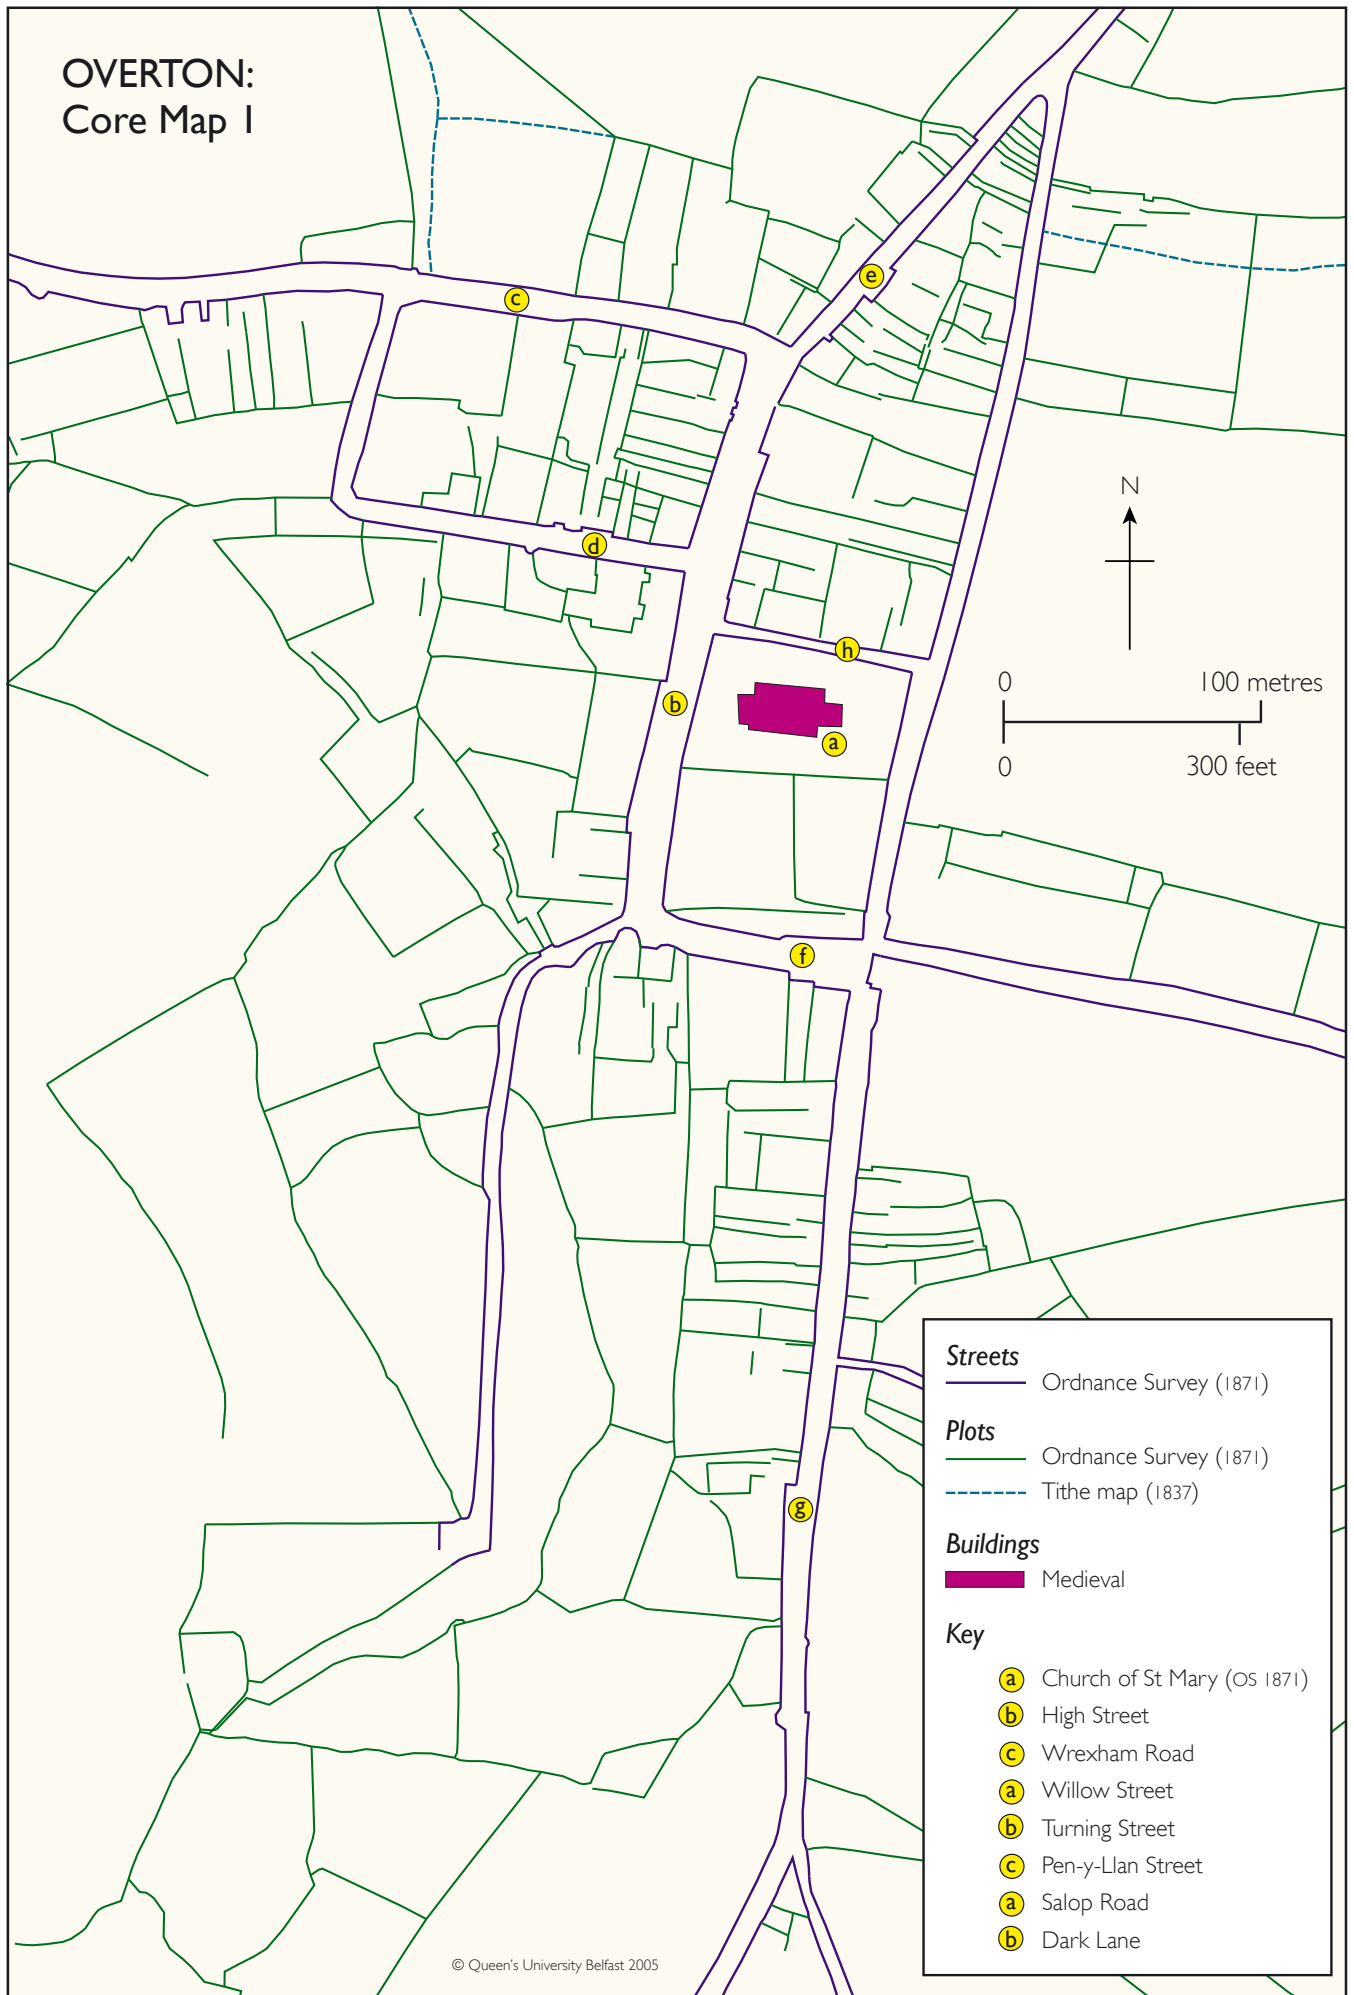 OVERTON:
Core Map 1
c
e
d
h
b
a
f
g
N
0 100 metres
0 300 feet
Streets
Ordnance Survey (1871)
Plots
Ordnance Survey (1871)
Tithe map (1837)
Buildings
Medieval
Key
a Church of St Mary (OS 1871)
b High Street
c Wrexham Road
a Willow Street
b Turning Street
c Pen-y-Llan Street
a Salop Road
b Dark Lane
© Queen's University Belfast 2005